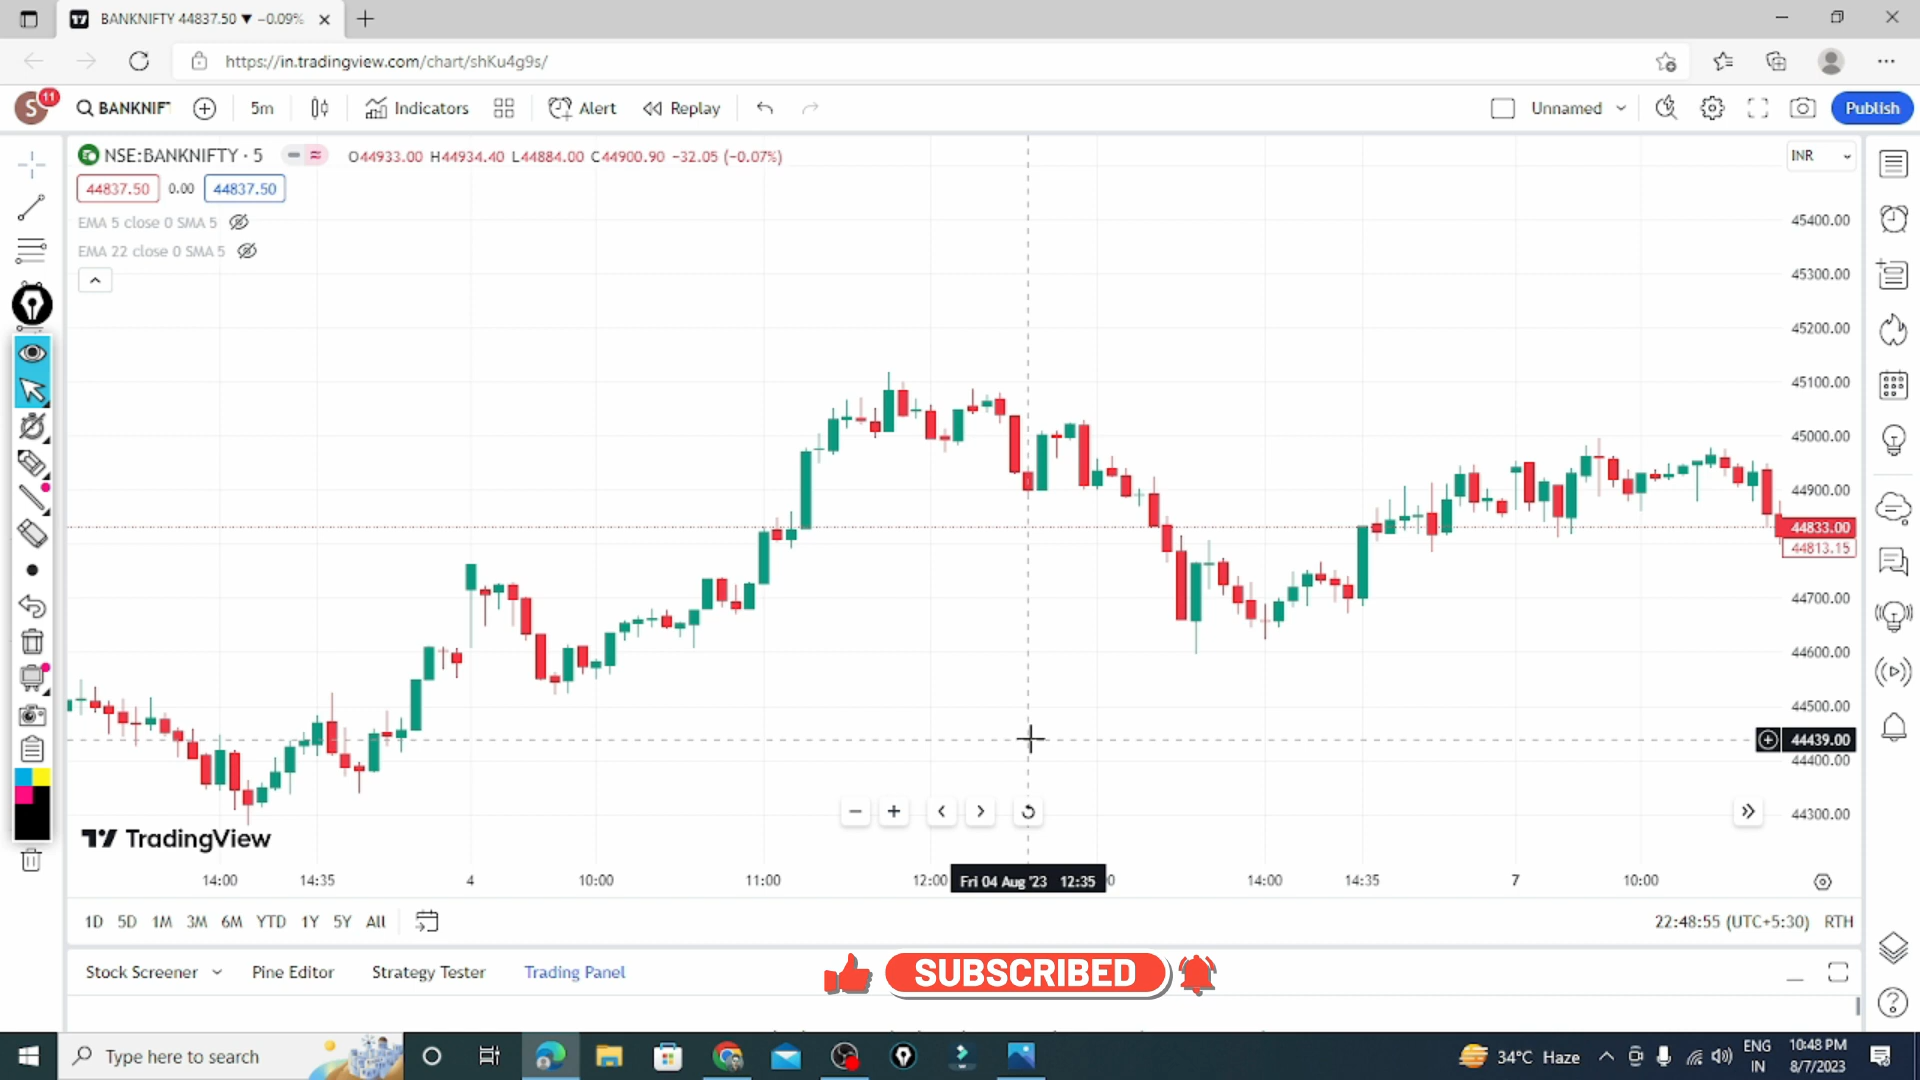 BANKNIFTY 44837.50 ▼ −0.09%
https://in.tradingview.com/chart/shKu4g9s/
S 11 BANKNIF 5m Indicators Alert Replay Unnamed Publish
NSE:BANKNIFTY · 5 O44933.00 H44934.40 L44884.00 C44900.90 −32.05 (−0.07%) INR
44837.50 0.00 44837.50
EMA 5 close 0 SMA 5
EMA 22 close 0 SMA 5
45400.00
45300.00
45200.00
45100.00
45000.00
44900.00
44833.00
44813.15
44700.00
44600.00
44500.00
44439.00
44400.00
44300.00
TradingView
14:00 14:35 4 10:00 11:00 12:00 Fri 04 Aug '23 12:35 14:00 14:35 7 10:00
1D 5D 1M 3M 6M YTD 1Y 5Y All 22:48:55 (UTC+5:30) RTH
Stock Screener Pine Editor Strategy Tester Trading Panel
SUBSCRIBED
Type here to search 34°C Haze ENG IN 10:48 PM 8/7/2023